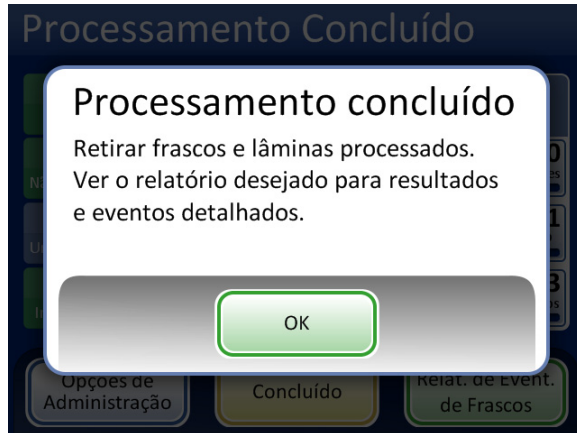 Processamento Concluído
Processamento concluído
Retirar frascos e lâminas processados.
Ver o relatório desejado para resultados
e eventos detalhados.
OK
Opções de
Administração
Concluído
Relat. de Event.
de Frascos